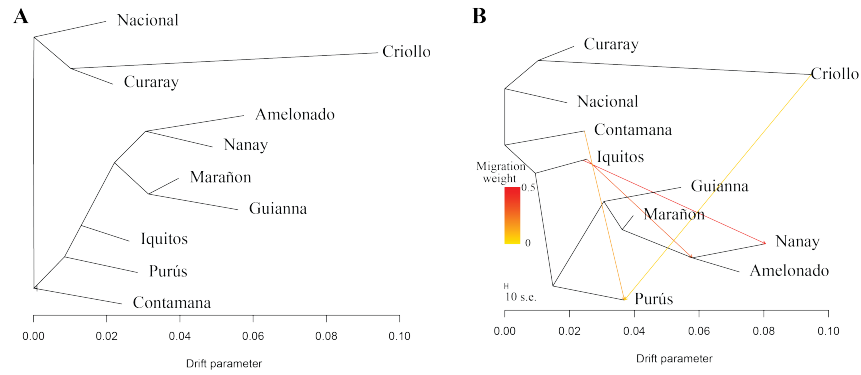 A
Nacional
Criollo
Curaray
Amelonado
Nanay
Marañon
Guianna
Iquitos
Purús
Contamana
0.00 0.02 0.04 0.06 0.08 0.10
Drift parameter
B
Curaray
Criollo
Nacional
Contamana
Iquitos
Migration
weight
0.5
0
Guianna
Marañon
Nanay
Amelonado
10 s.e.
Purús
0.00 0.02 0.04 0.06 0.08 0.10
Drift parameter